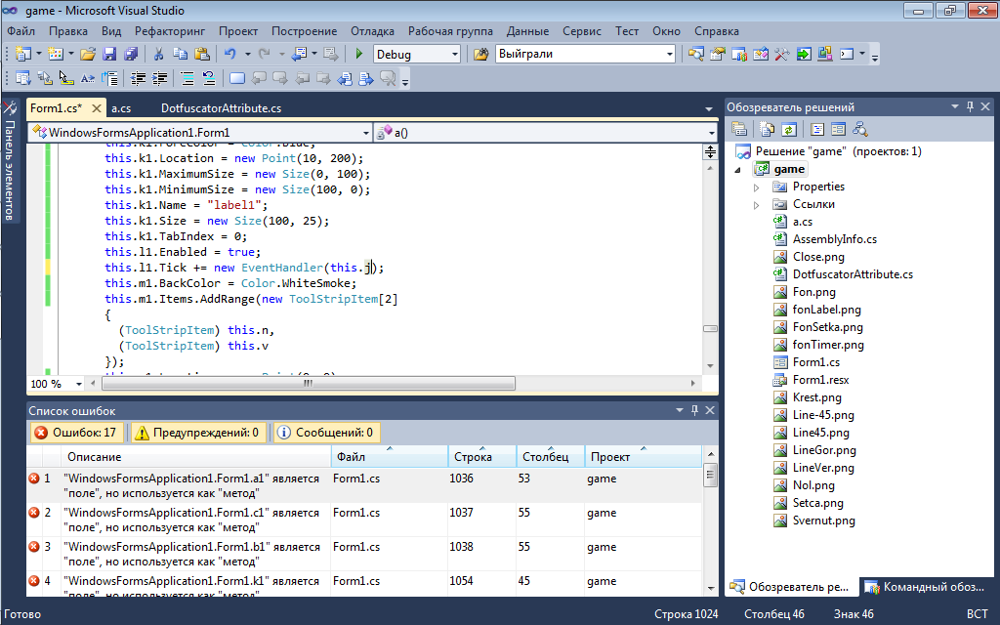 game - Microsoft Visual Studio
Файл Правка Вид Рефакторинг Проект Построение Отладка Рабочая группа Данные Сервис Тест Окно Справка
Debug Выйграли
Панель элементов
Form1.cs* a.cs DotfuscatorAttribute.cs
WindowsFormsApplication1.Form1 a()
this.k1.ForeColor = Color.Blue;
this.k1.Location = new Point(10, 200);
this.k1.MaximumSize = new Size(0, 100);
this.k1.MinimumSize = new Size(100, 0);
this.k1.Name = "label1";
this.k1.Size = new Size(100, 25);
this.k1.TabIndex = 0;
this.l1.Enabled = true;
this.l1.Tick += new EventHandler(this.j);
this.m1.BackColor = Color.WhiteSmoke;
this.m1.Items.AddRange(new ToolStripItem[2]
{
(ToolStripItem) this.n,
(ToolStripItem) this.v
});
100 %
Список ошибок
Ошибок: 17 Предупреждений: 0 Сообщений: 0
Описание Файл Строка Столбец Проект
1 "WindowsFormsApplication1.Form1.a1" является Form1.cs 1036 53 game
"поле", но используется как "метод"
2 "WindowsFormsApplication1.Form1.c1" является Form1.cs 1037 55 game
"поле", но используется как "метод"
3 "WindowsFormsApplication1.Form1.b1" является Form1.cs 1038 55 game
"поле", но используется как "метод"
4 "WindowsFormsApplication1.Form1.k1" является Form1.cs 1054 45 game
"поле", но используется как "метод"
Обозреватель решений
Решение "game" (проектов: 1)
game
Properties
Ссылки
a.cs
AssemblyInfo.cs
Close.png
DotfuscatorAttribute.cs
Fon.png
fonLabel.png
FonSetka.png
fonTimer.png
Form1.cs
Form1.resx
Krest.png
Line-45.png
Line45.png
LineGor.png
LineVer.png
Nol.png
Setca.png
Svernut.png
Обозреватель ре... Командный обоз...
Готово Строка 1024 Столбец 46 Знак 46 ВСТ